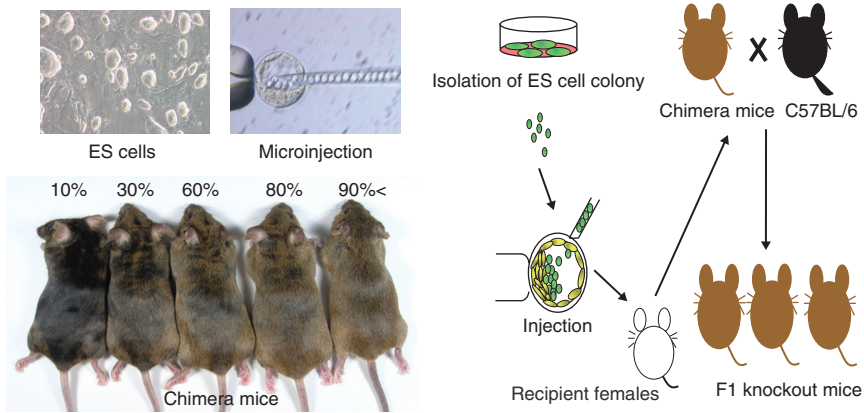 ES cells
Microinjection
10% 30% 60% 80% 90%<
Chimera mice
Isolation of ES cell colony
Injection
Recipient females
Chimera mice
X
C57BL/6
F1 knockout mice